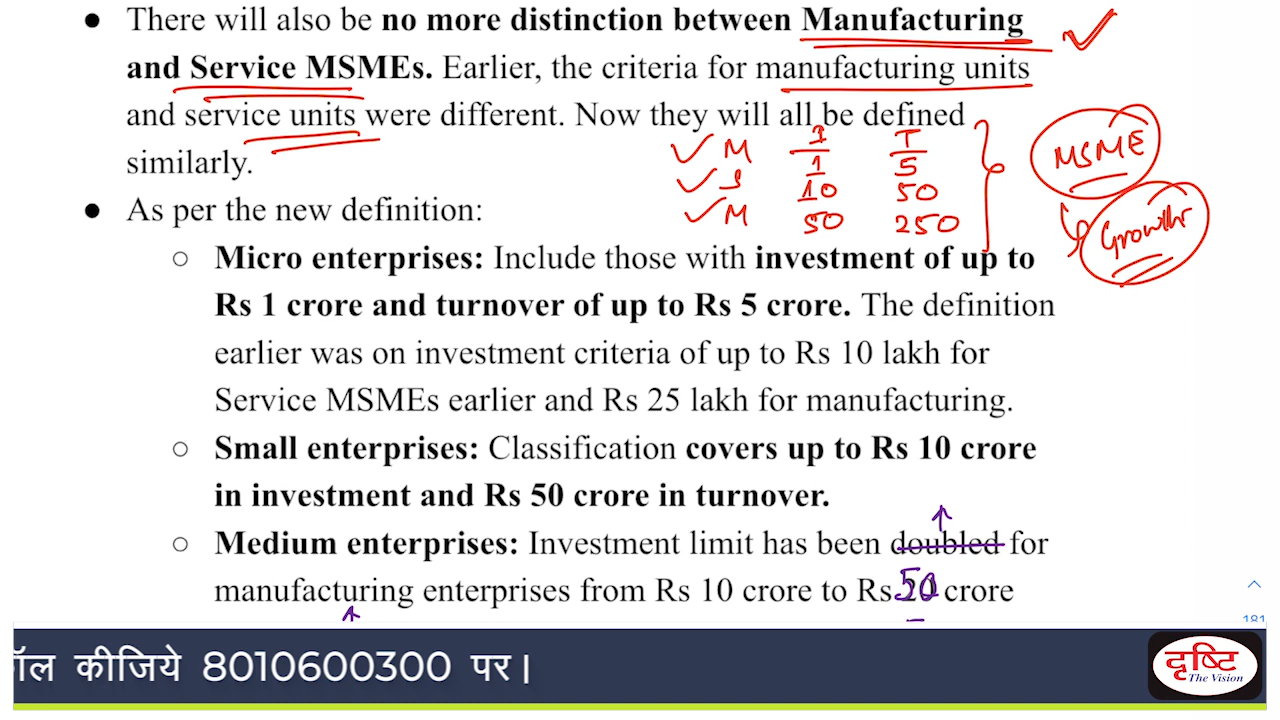 ● There will also be no more distinction between Manufacturing
and Service MSMEs. Earlier, the criteria for manufacturing units
and service units were different. Now they will all be defined
similarly.
M I/1 T/5
S 10 50
M 50 250
MSME
Growth
● As per the new definition:
○ Micro enterprises: Include those with investment of up to
Rs 1 crore and turnover of up to Rs 5 crore. The definition
earlier was on investment criteria of up to Rs 10 lakh for
Service MSMEs earlier and Rs 25 lakh for manufacturing.
○ Small enterprises: Classification covers up to Rs 10 crore
in investment and Rs 50 crore in turnover.
○ Medium enterprises: Investment limit has been doubled for
manufacturing enterprises from Rs 10 crore to Rs 50 crore
कॉल कीजिये 8010600300 पर।
दृष्टि
The Vision